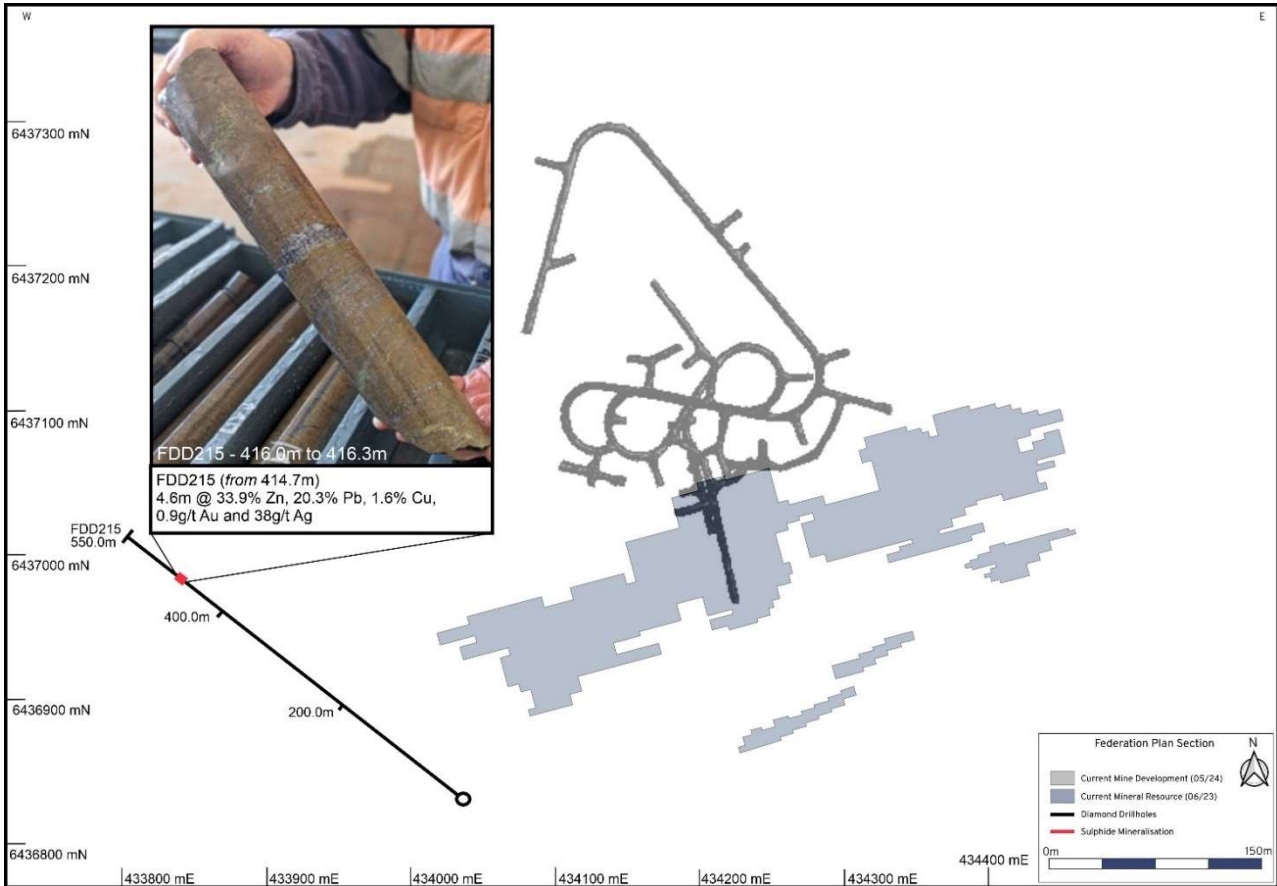 W
E
6437300 mN
6437200 mN
6437100 mN
FDD215 - 416.0m to 416.3m
FDD215 (from 414.7m)
4.6m @ 33.9% Zn, 20.3% Pb, 1.6% Cu,
0.9g/t Au and 38g/t Ag
FDD215
550.0m
6437000 mN
400.0m
6436900 mN
200.0m
Federation Plan Section
N
Current Mine Development (05/24)
Current Mineral Resource (06/23)
Diamond Drillholes
Sulphide Mineralisation
0m
150m
6436800 mN
433800 mE
433900 mE
434000 mE
434100 mE
434200 mE
434300 mE
434400 mE